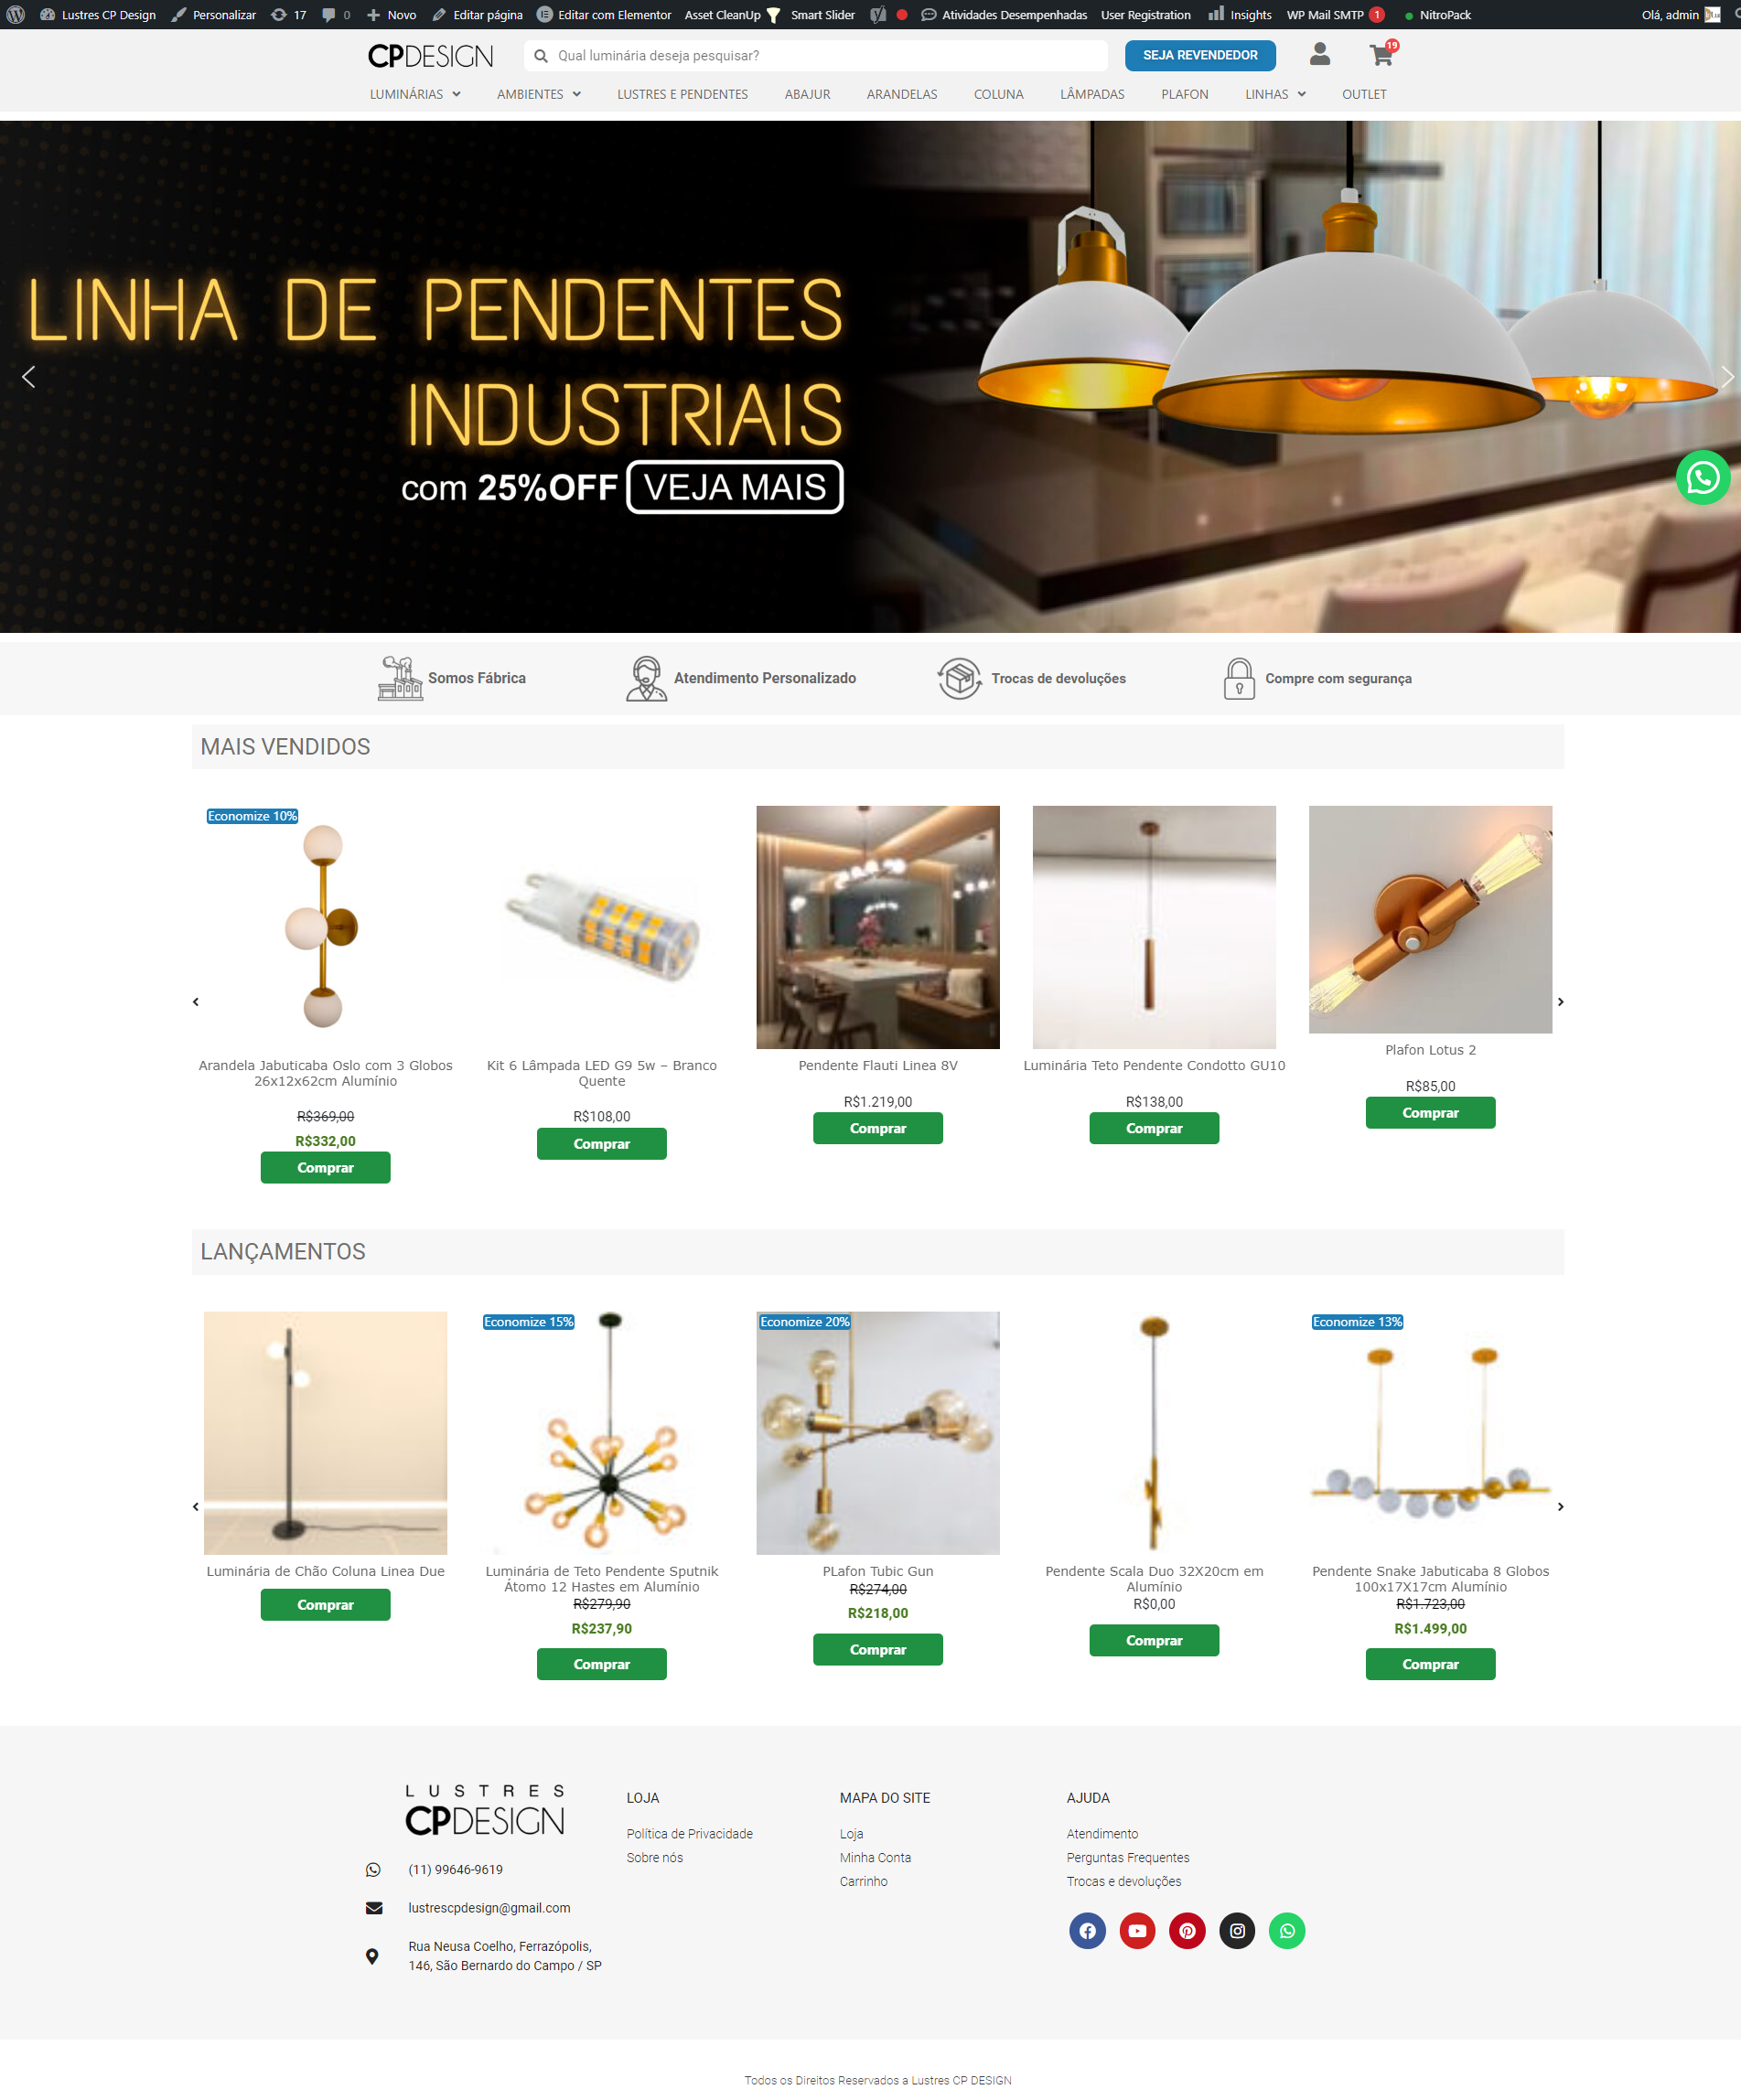 Lustres CP Design Personalizar 17 0 Novo Editar página Editar com Elementor Asset CleanUp Smart Slider Atividades Desempenhadas User Registration Insights WP Mail SMTP 1 NitroPack Olá, admin
CPDESIGN Qual luminária deseja pesquisar? SEJA REVENDEDOR 19
LUMINÁRIAS AMBIENTES LUSTRES E PENDENTES ABAJUR ARANDELAS COLUNA LÂMPADAS PLAFON LINHAS OUTLET
LINHA DE PENDENTES
INDUSTRIAIS
com 25%OFF VEJA MAIS
Somos Fábrica Atendimento Personalizado Trocas de devoluções Compre com segurança
MAIS VENDIDOS
Economize 10%
Arandela Jabuticaba Oslo com 3 Globos
26x12x62cm Alumínio
R$369,00
R$332,00
Comprar
Kit 6 Lâmpada LED G9 5w – Branco
Quente
R$108,00
Comprar
Pendente Flauti Linea 8V
R$1.219,00
Comprar
Luminária Teto Pendente Condotto GU10
R$138,00
Comprar
Plafon Lotus 2
R$85,00
Comprar
LANÇAMENTOS
Luminária de Chão Coluna Linea Due
Comprar
Economize 15%
Luminária de Teto Pendente Sputnik
Átomo 12 Hastes em Alumínio
R$279,90
R$237,90
Comprar
Economize 20%
PLafon Tubic Gun
R$274,00
R$218,00
Comprar
Pendente Scala Duo 32X20cm em
Alumínio
R$0,00
Comprar
Economize 13%
Pendente Snake Jabuticaba 8 Globos
100x17X17cm Alumínio
R$1.723,00
R$1.499,00
Comprar
LUSTRES
CPDESIGN
(11) 99646-9619
lustrescpdesign@gmail.com
Rua Neusa Coelho, Ferrazópolis,
146, São Bernardo do Campo / SP
LOJA
Política de Privacidade
Sobre nós
MAPA DO SITE
Loja
Minha Conta
Carrinho
AJUDA
Atendimento
Perguntas Frequentes
Trocas e devoluções
Todos os Direitos Reservados a Lustres CP DESIGN